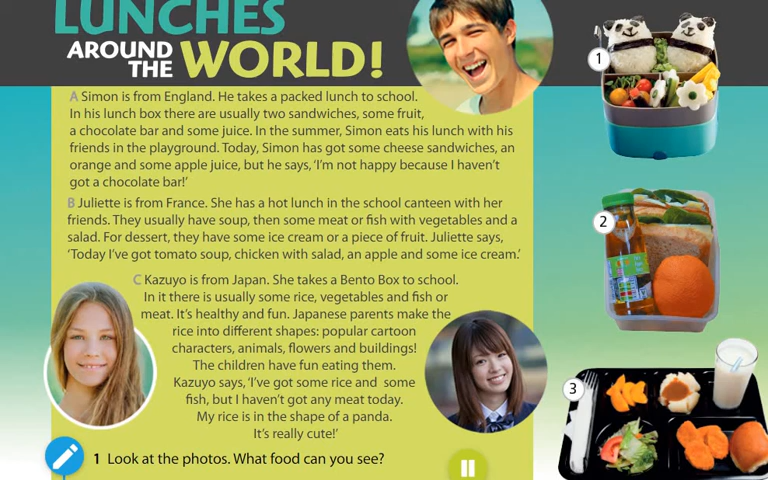 LUNCHES
AROUND
THE WORLD!
A Simon is from England. He takes a packed lunch to school.
In his lunch box there are usually two sandwiches, some fruit,
a chocolate bar and some juice. In the summer, Simon eats his lunch with his
friends in the playground. Today, Simon has got some cheese sandwiches, an
orange and some apple juice, but he says, ‘I’m not happy because I haven’t
got a chocolate bar!’
B Juliette is from France. She has a hot lunch in the school canteen with her
friends. They usually have soup, then some meat or fish with vegetables and a
salad. For dessert, they have some ice cream or a piece of fruit. Juliette says,
‘Today I’ve got tomato soup, chicken with salad, an apple and some ice cream.’
C Kazuyo is from Japan. She takes a Bento Box to school.
In it there is usually some rice, vegetables and fish or
meat. It’s healthy and fun. Japanese parents make the
rice into different shapes: popular cartoon
characters, animals, flowers and buildings!
The children have fun eating them.
Kazuyo says, ‘I’ve got some rice and some
fish, but I haven’t got any meat today.
My rice is in the shape of a panda.
It’s really cute!’
1 Look at the photos. What food can you see?
1
2
3